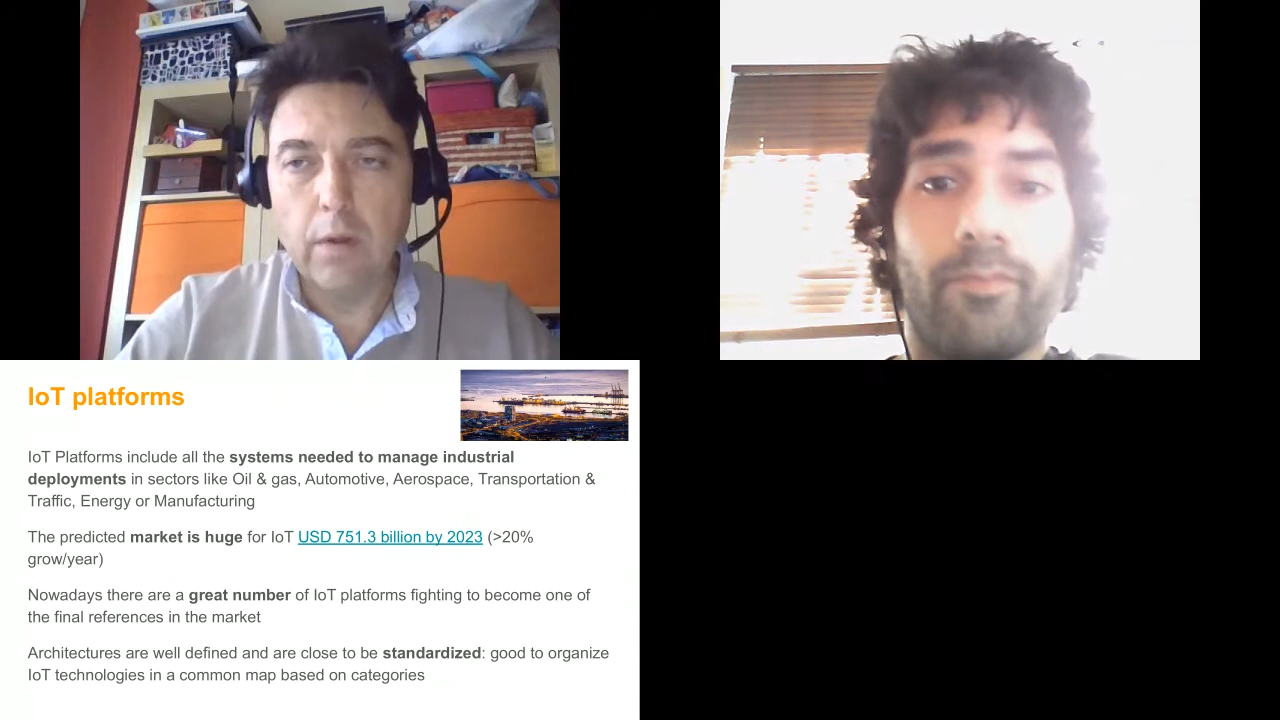 IoT platforms
IoT Platforms include all the systems needed to manage industrial
deployments in sectors like Oil & gas, Automotive, Aerospace, Transportation &
Traffic, Energy or Manufacturing
The predicted market is huge for IoT USD 751.3 billion by 2023 (>20%
grow/year)
Nowadays there are a great number of IoT platforms fighting to become one of
the final references in the market
Architectures are well defined and are close to be standardized: good to organize
IoT technologies in a common map based on categories